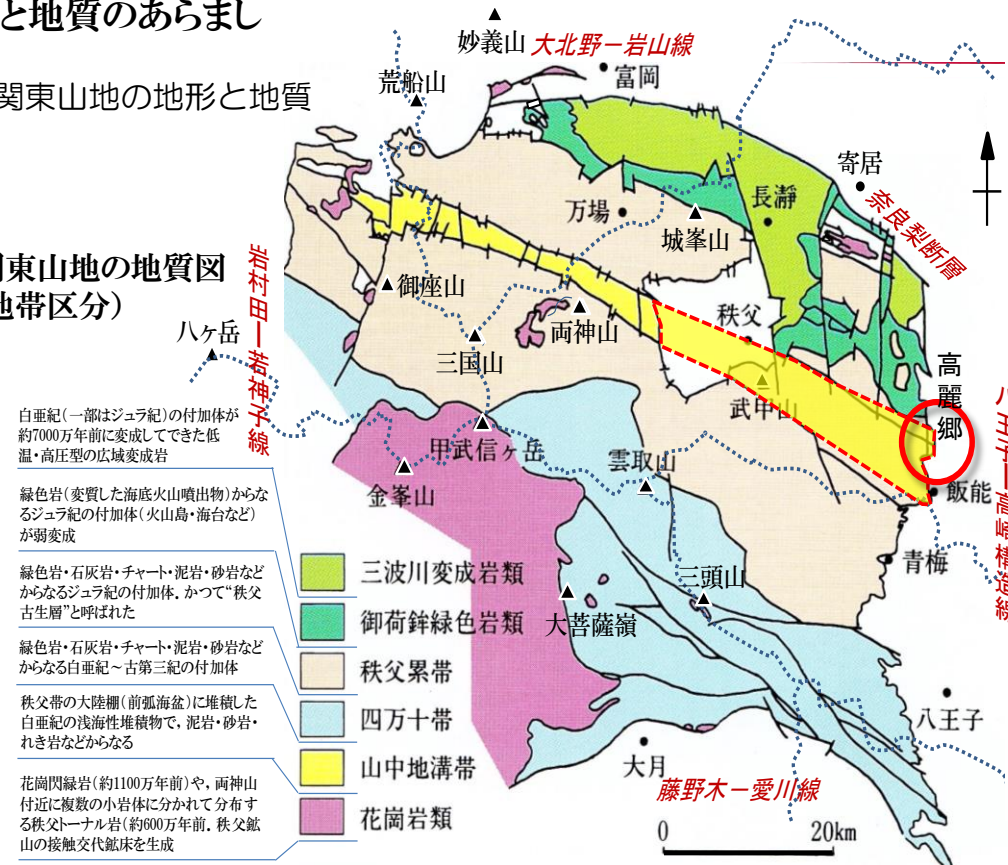 と地質のあらまし
関東山地の地形と地質
関東山地の地質図
地帯区分)
妙義山
大北野－岩山線
富岡
荒船山
寄居
奈良梨断層
長瀞
万場
城峯山
岩村田ー若神子線
御座山
両神山
秩父
八ヶ岳
三国山
武甲山
高麗郷
八王子ー高崎構造線
甲武信ヶ岳
雲取山
金峯山
飯能
青梅
三頭山
大菩薩嶺
八王子
大月
藤野木－愛川線
0 20km
白亜紀(一部はジュラ紀)の付加体が
約7000万年前に変成してできた低
温・高圧型の広域変成岩
緑色岩(変質した海底火山噴出物)からな
るジュラ紀の付加体(火山島・海台など)
が弱変成
緑色岩・石灰岩・チャート・泥岩・砂岩など
からなるジュラ紀の付加体．かつて“秩父
古生層”と呼ばれた
緑色岩・石灰岩・チャート・泥岩・砂岩など
からなる白亜紀～古第三紀の付加体
秩父帯の大陸棚(前弧海盆)に堆積した
白亜紀の浅海性堆積物で，泥岩・砂岩・
れき岩などからなる
花崗閃緑岩(約1100万年前)や，両神山
付近に複数の小岩体に分かれて分布す
る秩父トーナル岩(約600万年前．秩父鉱
山の接触交代鉱床を生成
三波川変成岩類
御荷鉾緑色岩類
秩父累帯
四万十帯
山中地溝帯
花崗岩類